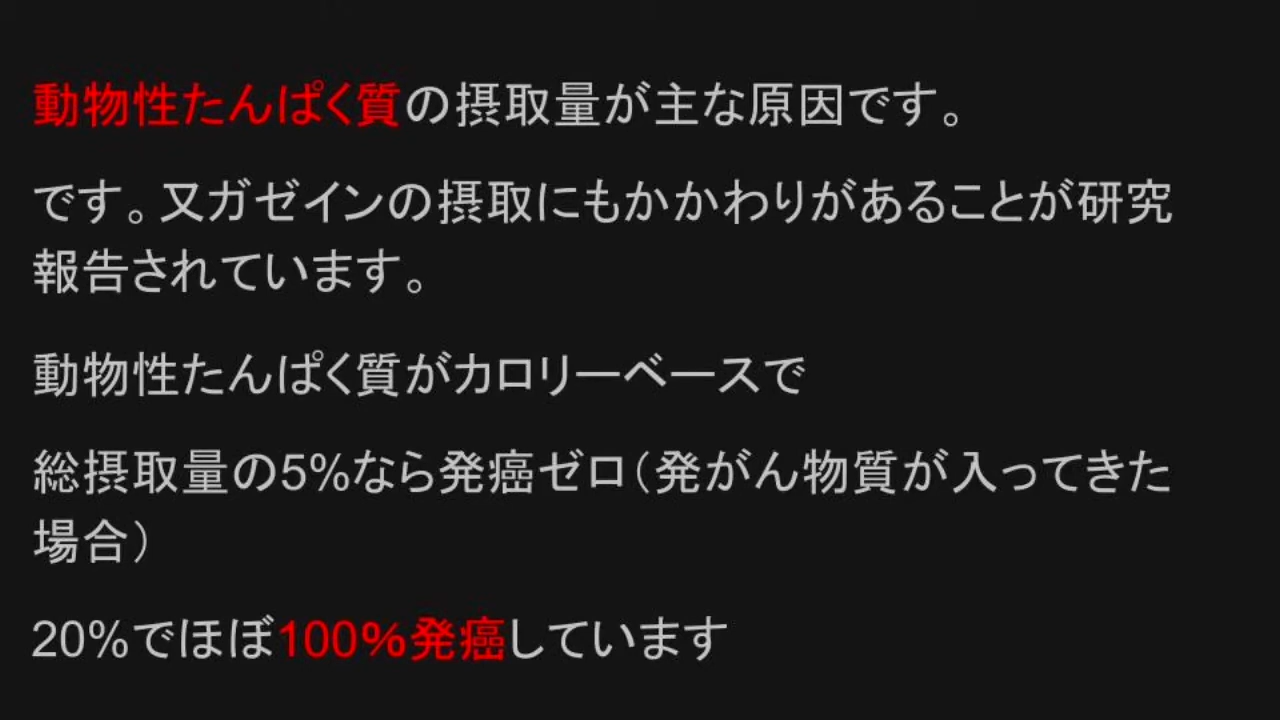 動物性たんぱく質の摂取量が主な原因です。
です。又ガゼインの摂取にもかかわりがあることが研究
報告されています。
動物性たんぱく質がカロリーベースで
総摂取量の5%なら発癌ゼロ（発がん物質が入ってきた
場合）
20%でほぼ100%発癌しています